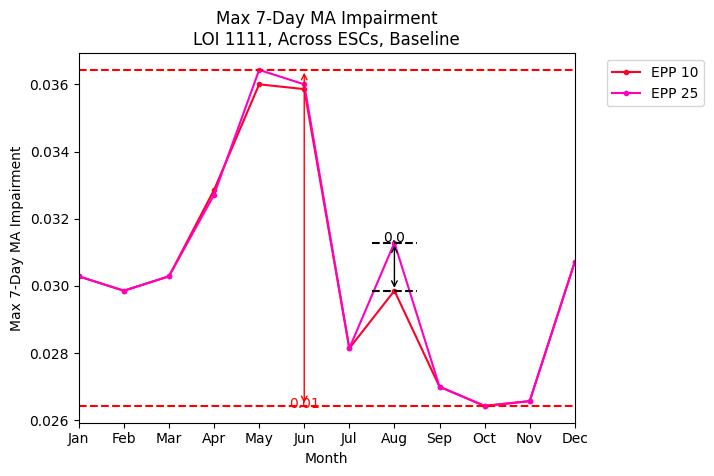 Max 7-Day MA Impairment
LOI 1111, Across ESCs, Baseline
EPP 10
EPP 25
Max 7-Day MA Impairment
0.036
0.034
0.032
0.030
0.028
0.026
0.0
0.01
Jan Feb Mar Apr May Jun Jul Aug Sep Oct Nov Dec
Month